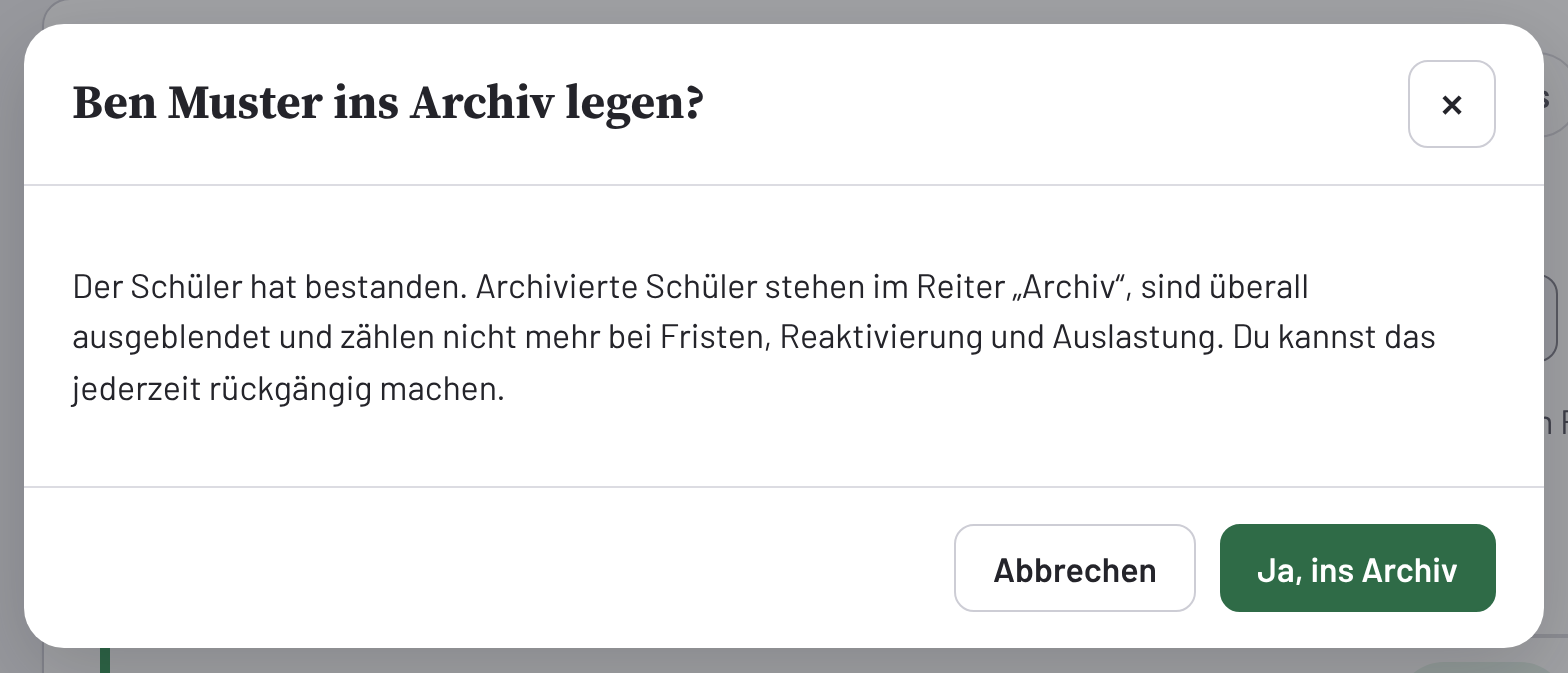 Ben Muster ins Archiv legen?
×
Der Schüler hat bestanden. Archivierte Schüler stehen im Reiter „Archiv“, sind überall
ausgeblendet und zählen nicht mehr bei Fristen, Reaktivierung und Auslastung. Du kannst das
jederzeit rückgängig machen.
Abbrechen
Ja, ins Archiv